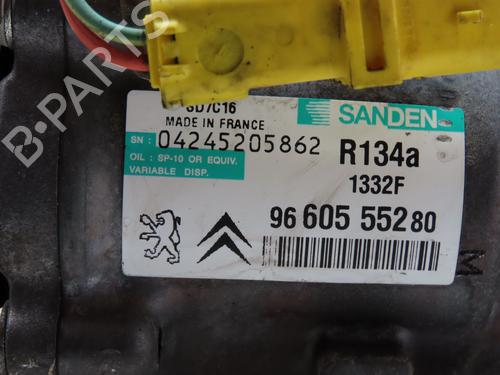 SD7C16
MADE IN FRANCE
SANDEN
SN : 04245205862
R134a
OIL : SP-10 OR EQUIV.
VARIABLE DISP.
1332F
96 605 552 80
M